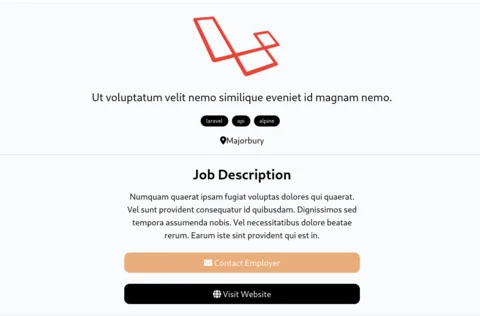 Ut voluptatum velit nemo similique eveniet id magnam nemo.
laravel api alpine
Majorbury
Job Description
Numquam quaerat ipsam fugiat voluptas dolores qui quaerat.
Vel sunt provident consequatur id quibusdam. Dignissimos sed
tempora assumenda nobis. Vel necessitatibus dolore beatae
rerum. Earum iste sint provident qui est in.
Contact Employer
Visit Website